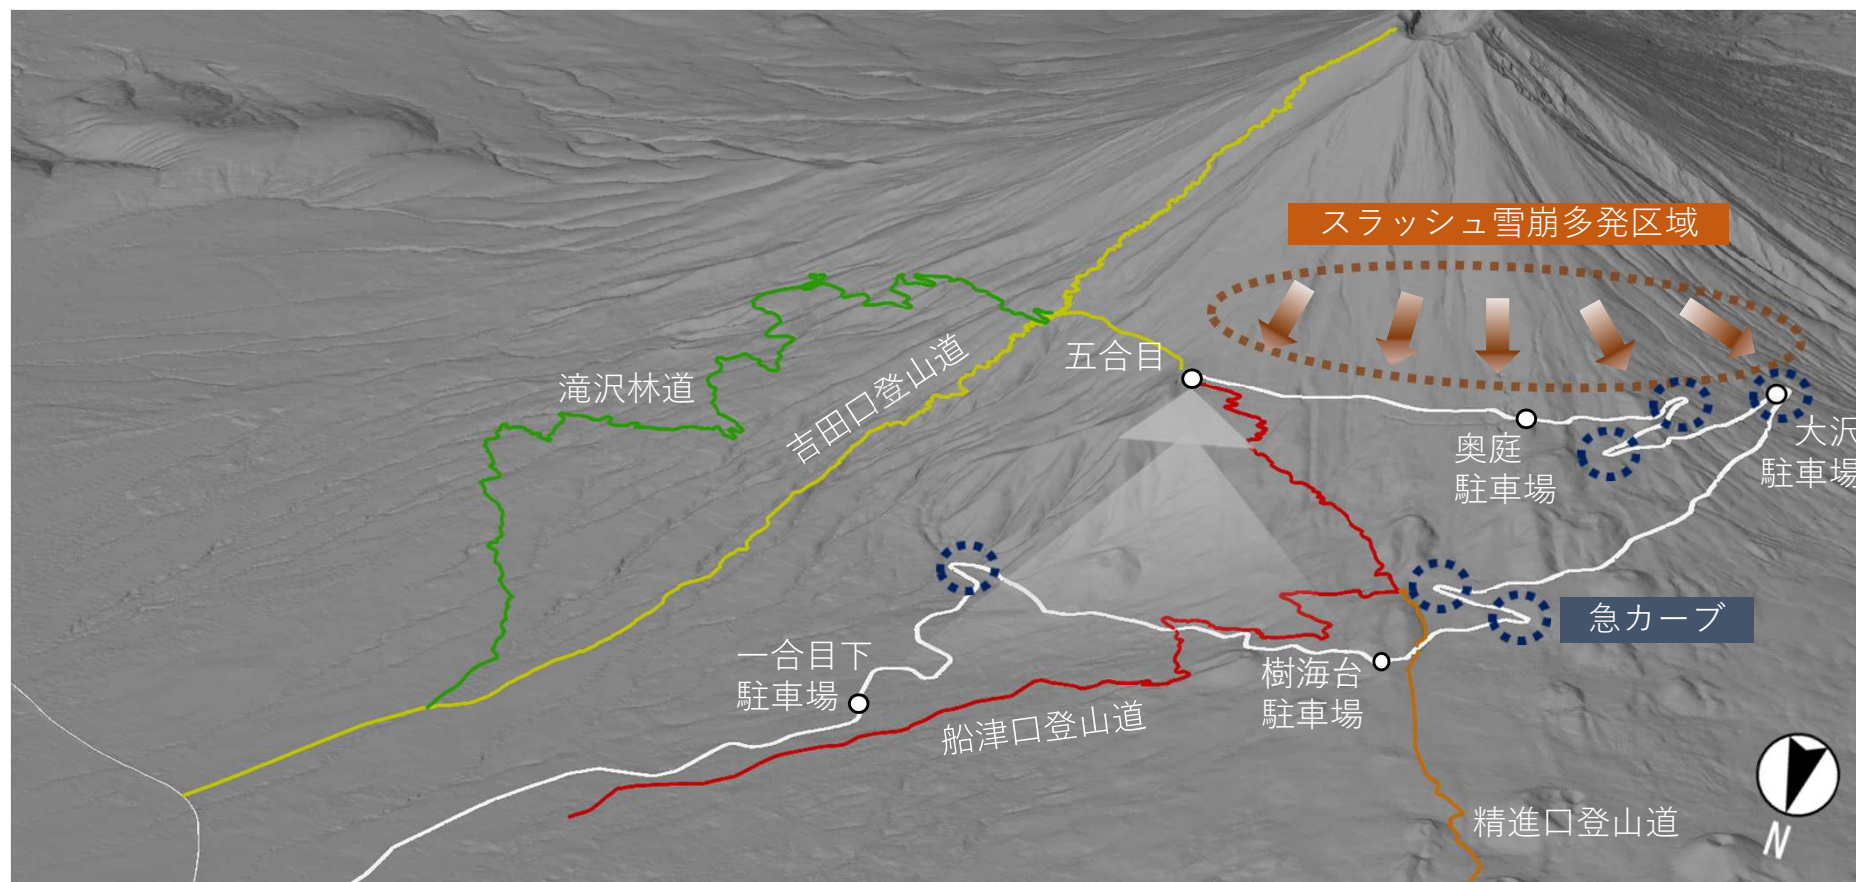 スラッシュ雪崩多発区域
五合目
滝沢林道
吉田口登山道
奥庭
駐車場
大沢
駐車場
急カーブ
一合目下
駐車場
樹海台
駐車場
船津口登山道
精進口登山道
N